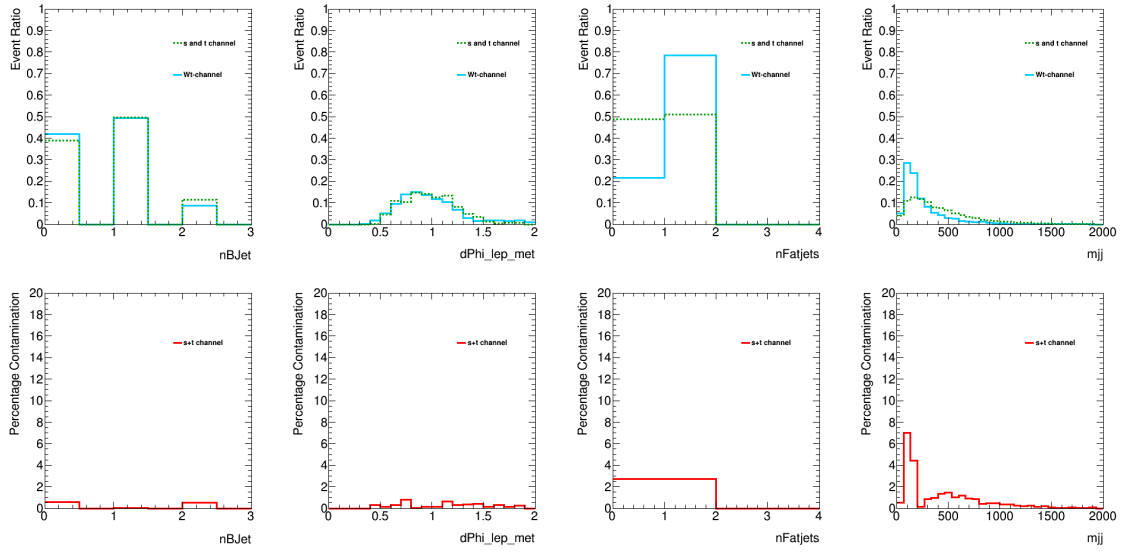 Event Ratio
1
0.9
0.8
0.7
0.6
0.5
0.4
0.3
0.2
0.1
0
s and t channel
Wt-channel
0 1 2 3
nBJet
Event Ratio
1
0.9
0.8
0.7
0.6
0.5
0.4
0.3
0.2
0.1
0
s and t channel
Wt-channel
0 0.5 1 1.5 2
dPhi_lep_met
Event Ratio
1
0.9
0.8
0.7
0.6
0.5
0.4
0.3
0.2
0.1
0
s and t channel
Wt-channel
0 1 2 3 4
nFatjets
Event Ratio
1
0.9
0.8
0.7
0.6
0.5
0.4
0.3
0.2
0.1
0
s and t channel
Wt-channel
0 500 1000 1500 2000
mjj
Percentage Contamination
20
18
16
14
12
10
8
6
4
2
0
s+t channel
0 1 2 3
nBJet
Percentage Contamination
20
18
16
14
12
10
8
6
4
2
0
s+t channel
0 0.5 1 1.5 2
dPhi_lep_met
Percentage Contamination
20
18
16
14
12
10
8
6
4
2
0
s+t channel
0 1 2 3 4
nFatjets
Percentage Contamination
20
18
16
14
12
10
8
6
4
2
0
s+t channel
0 500 1000 1500 2000
mjj